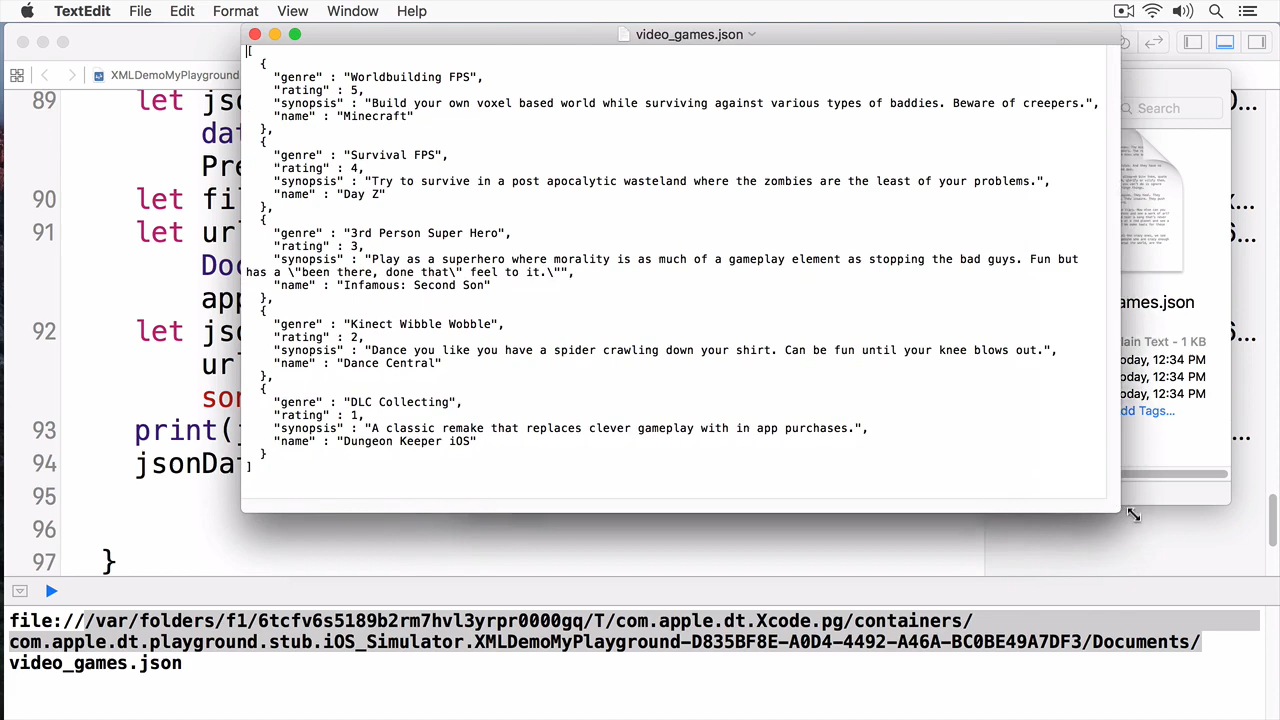 TextEdit File Edit Format View Window Help
video_games.json
[
{
"genre" : "Worldbuilding FPS",
"rating" : 5,
"synopsis" : "Build your own voxel based world while surviving against various types of baddies. Beware of creepers.",
"name" : "Minecraft"
},
{
"genre" : "Survival FPS",
"rating" : 4,
"synopsis" : "Try to survive in a post apocalytic wasteland where the zombies are the least of your problems.",
"name" : "Day Z"
},
{
"genre" : "3rd Person Super Hero",
"rating" : 3,
"synopsis" : "Play as a superhero where morality is as much of a gameplay element as stopping the bad guys. Fun but
has a \"been there, done that\" feel to it.\"",
"name" : "Infamous: Second Son"
},
{
"genre" : "Kinect Wibble Wobble",
"rating" : 2,
"synopsis" : "Dance you like you have a spider crawling down your shirt. Can be fun until your knee blows out.",
"name" : "Dance Central"
},
{
"genre" : "DLC Collecting",
"rating" : 1,
"synopsis" : "A classic remake that replaces clever gameplay with in app purchases.",
"name" : "Dungeon Keeper iOS"
}
]
XMLDemoMyPlayground
89 let jso
dat
Pre
90 let fi
91 let ur
Doc
app
92 let jso
ur
son
93 print(j
94 jsonDa
95
96
97 }
Search
ames.json
lain Text - 1 KB
oday, 12:34 PM
oday, 12:34 PM
oday, 12:34 PM
dd Tags...
file:///var/folders/f1/6tcfv6s5189b2rm7hvl3yrpr0000gq/T/com.apple.dt.Xcode.pg/containers/
com.apple.dt.playground.stub.iOS_Simulator.XMLDemoMyPlayground-D835BF8E-A0D4-4492-A46A-BC0BE49A7DF3/Documents/
video_games.json